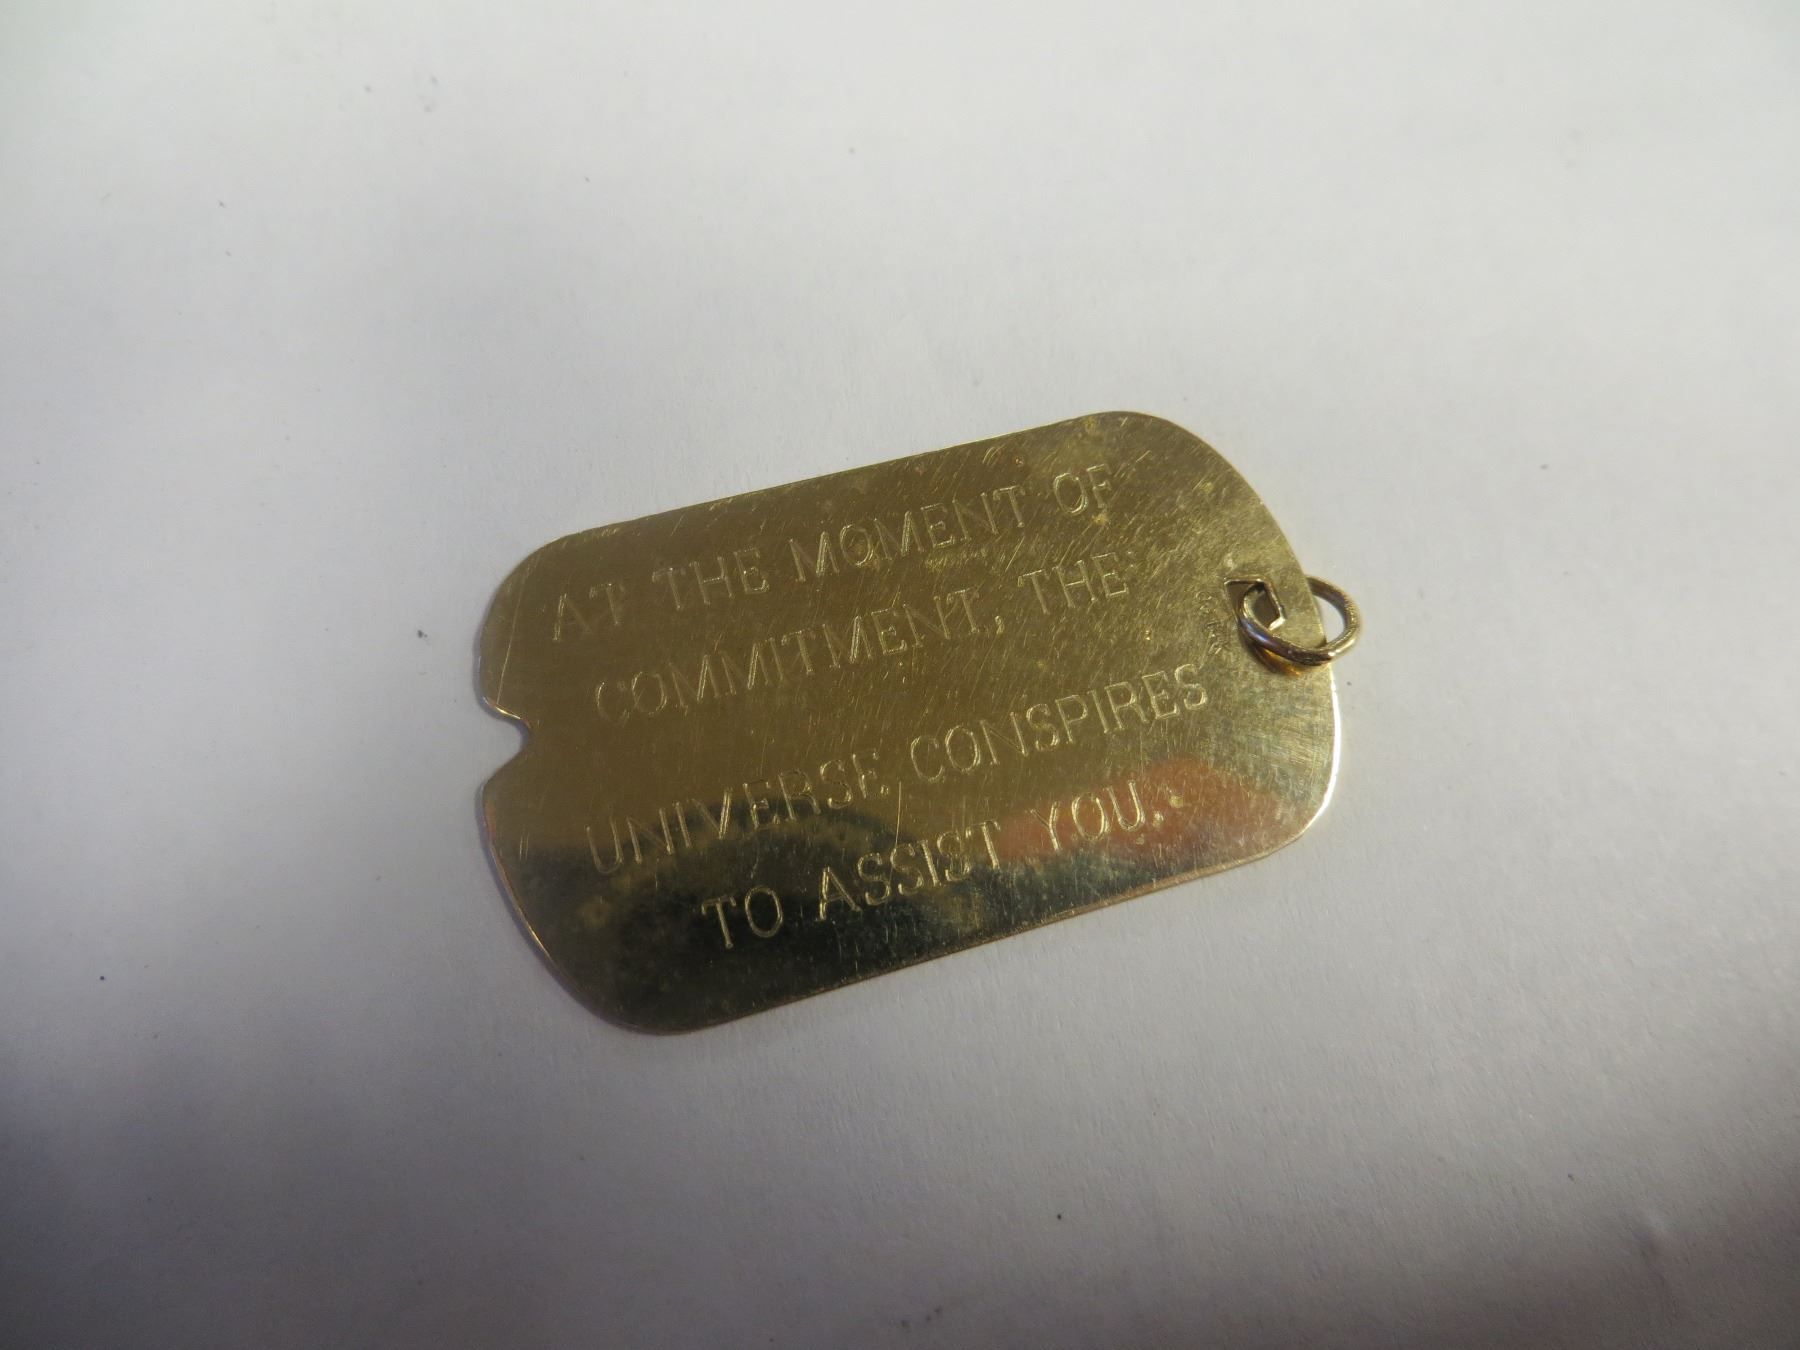 AT THE MOMENT OF
COMMITMENT, THE
UNIVERSE CONSPIRES
TO ASSIST YOU.